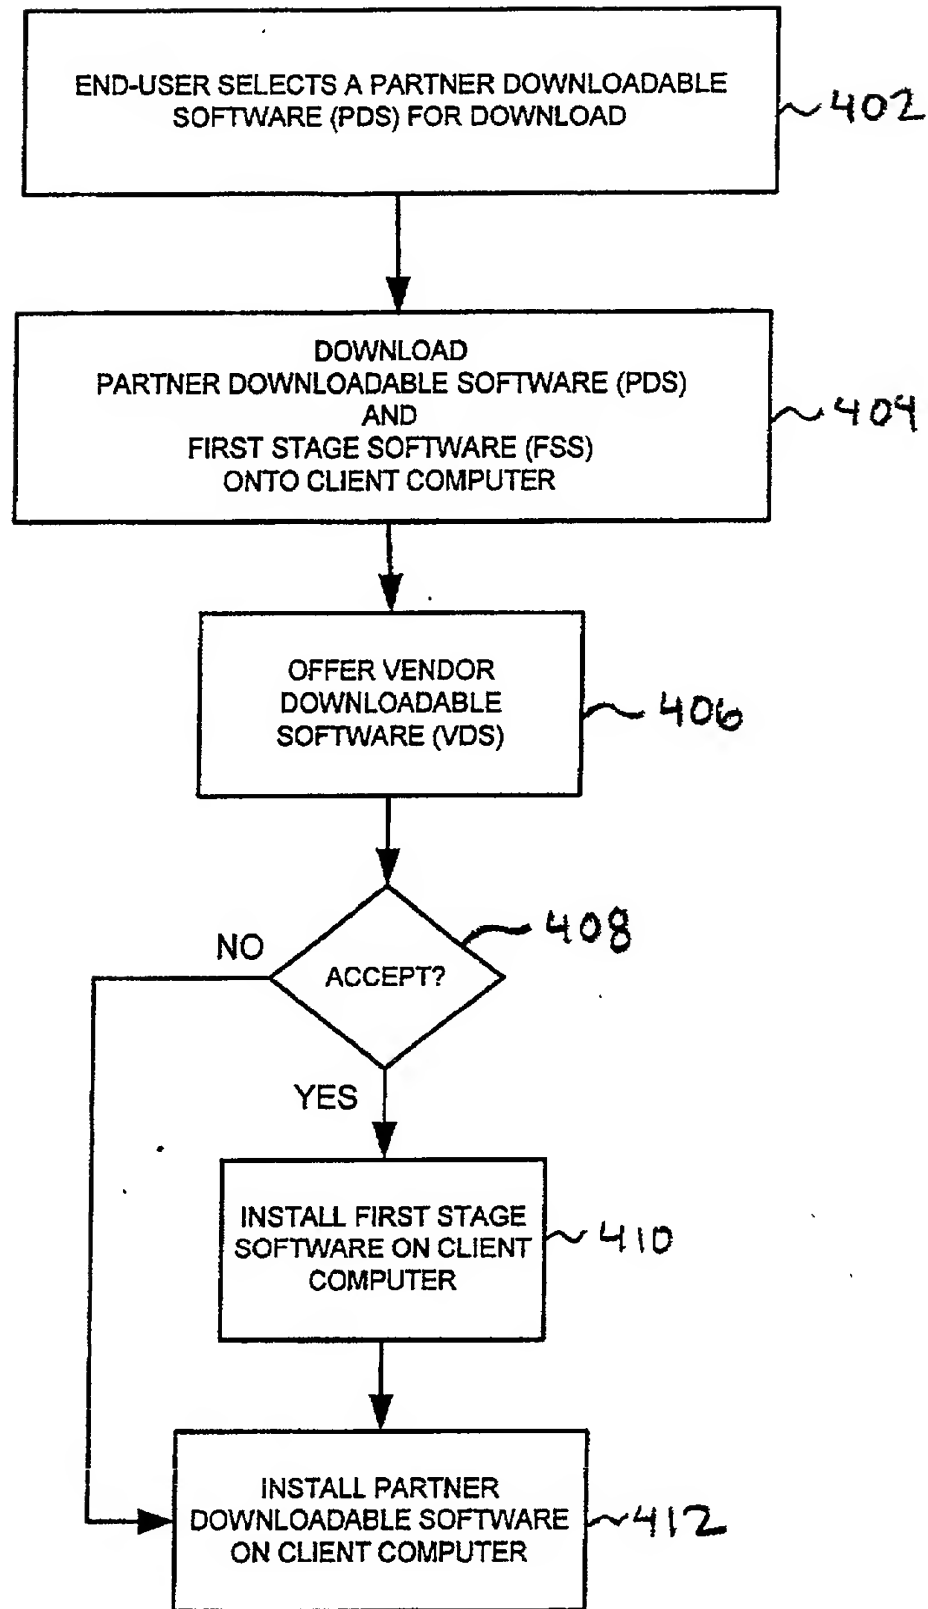 END-USER SELECTS A PARTNER DOWNLOADABLE
SOFTWARE (PDS) FOR DOWNLOAD
402
DOWNLOAD
PARTNER DOWNLOADABLE SOFTWARE (PDS)
AND
FIRST STAGE SOFTWARE (FSS)
ONTO CLIENT COMPUTER
404
OFFER VENDOR
DOWNLOADABLE
SOFTWARE (VDS)
406
408
NO
ACCEPT?
YES
INSTALL FIRST STAGE
SOFTWARE ON CLIENT
COMPUTER
410
INSTALL PARTNER
DOWNLOADABLE SOFTWARE
ON CLIENT COMPUTER
412